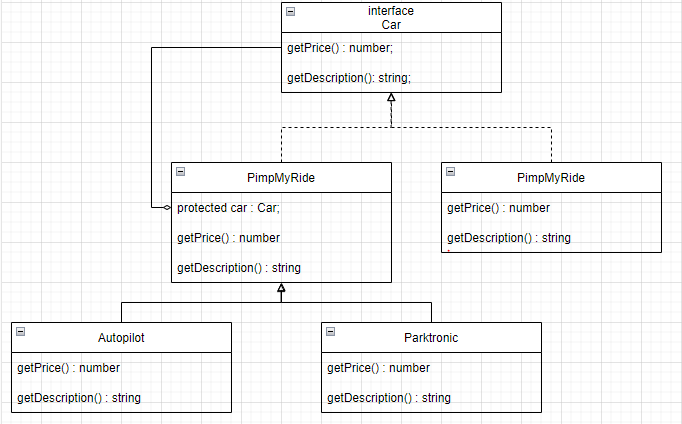 interface
Car
getPrice() : number;
getDescription(): string;
PimpMyRide
protected car : Car;
getPrice() : number
getDescription() : string
PimpMyRide
getPrice() : number
getDescription() : string
Autopilot
getPrice() : number
getDescription() : string
Parktronic
getPrice() : number
getDescription() : string